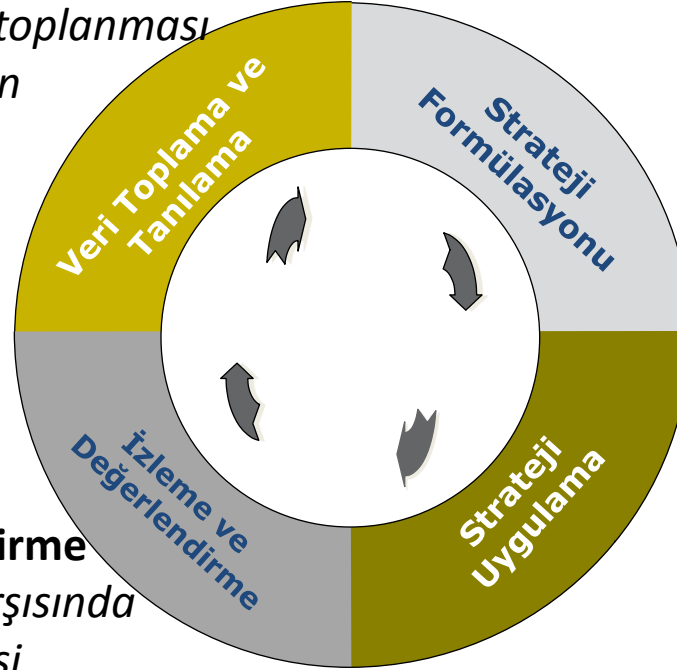 toplanması
n
Veri Toplama ve
Tanılama
Strateji
Formülasyonu
Strateji
Uygulama
İzleme ve
Değerlendirme
irme
rşısında
si